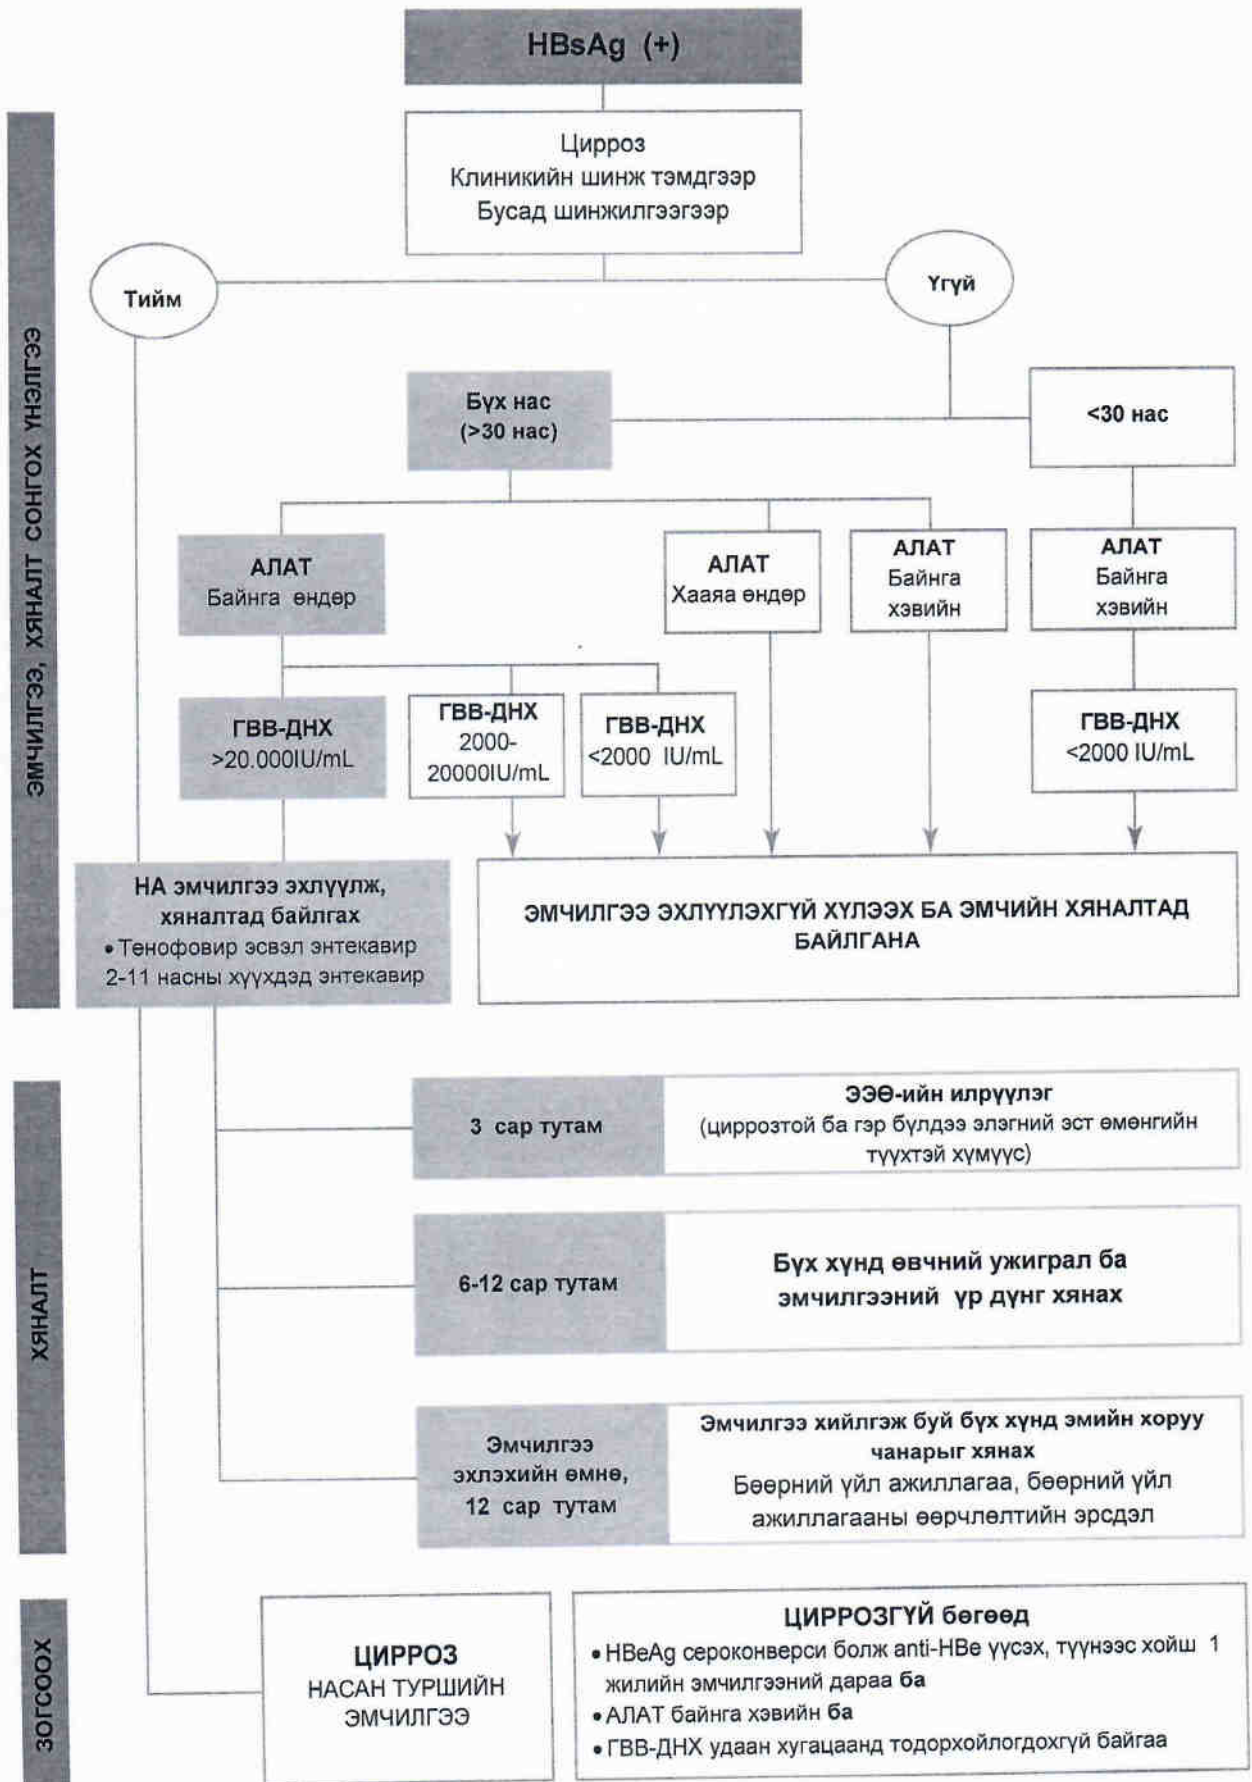 HBsAg (+)
Цирроз
Клиникийн шинж тэмдгээр
Бусад шинжилгээгээр
Тийм
Үгүй
ЭМЧИЛГЭЭ, ХЯНАЛТ СОНГОХ ҮНЭЛГЭЭ
Бүх нас
(>30 нас)
<30 нас
АЛАТ
Байнга өндөр
АЛАТ
Хааяа өндөр
АЛАТ
Байнга
хэвийн
АЛАТ
Байнга
хэвийн
ГВВ-ДНХ
>20.000IU/mL
ГВВ-ДНХ
2000-
20000IU/mL
ГВВ-ДНХ
<2000 IU/mL
ГВВ-ДНХ
<2000 IU/mL
НА эмчилгээ эхлүүлж,
хяналтад байлгах
• Тенофовир эсвэл энтекавир
2-11 насны хүүхдэд энтекавир
ЭМЧИЛГЭЭ ЭХЛҮҮЛЭХГҮЙ ХҮЛЭЭХ БА ЭМЧИЙН ХЯНАЛТАД
БАЙЛГАНА
ХЯНАЛТ
3 сар тутам
ЭЭӨ-ийн илрүүлэг
(циррозтой ба гэр бүлдээ элэгний эст өмөнгийн
түүхтэй хүмүүс)
6-12 сар тутам
Бүх хүнд өвчний ужиграл ба
эмчилгээний үр дүнг хянах
Эмчилгээ
эхлэхийн өмнө,
12 сар тутам
Эмчилгээ хийлгэж буй бүх хүнд эмийн хоруу
чанарыг хянах
Бөөрний үйл ажиллагаа, бөөрний үйл
ажиллагааны өөрчлөлтийн эрсдэл
ЗОГСООХ
ЦИРРОЗ
НАСАН ТУРШИЙН
ЭМЧИЛГЭЭ
ЦИРРОЗГҮЙ бөгөөд
• HBeAg сероконверси болж anti-HBe үүсэх, түүнээс хойш 1
жилийн эмчилгээний дараа ба
• АЛАТ байнга хэвийн ба
• ГВВ-ДНХ удаан хугацаанд тодорхойлогдохгүй байгаа